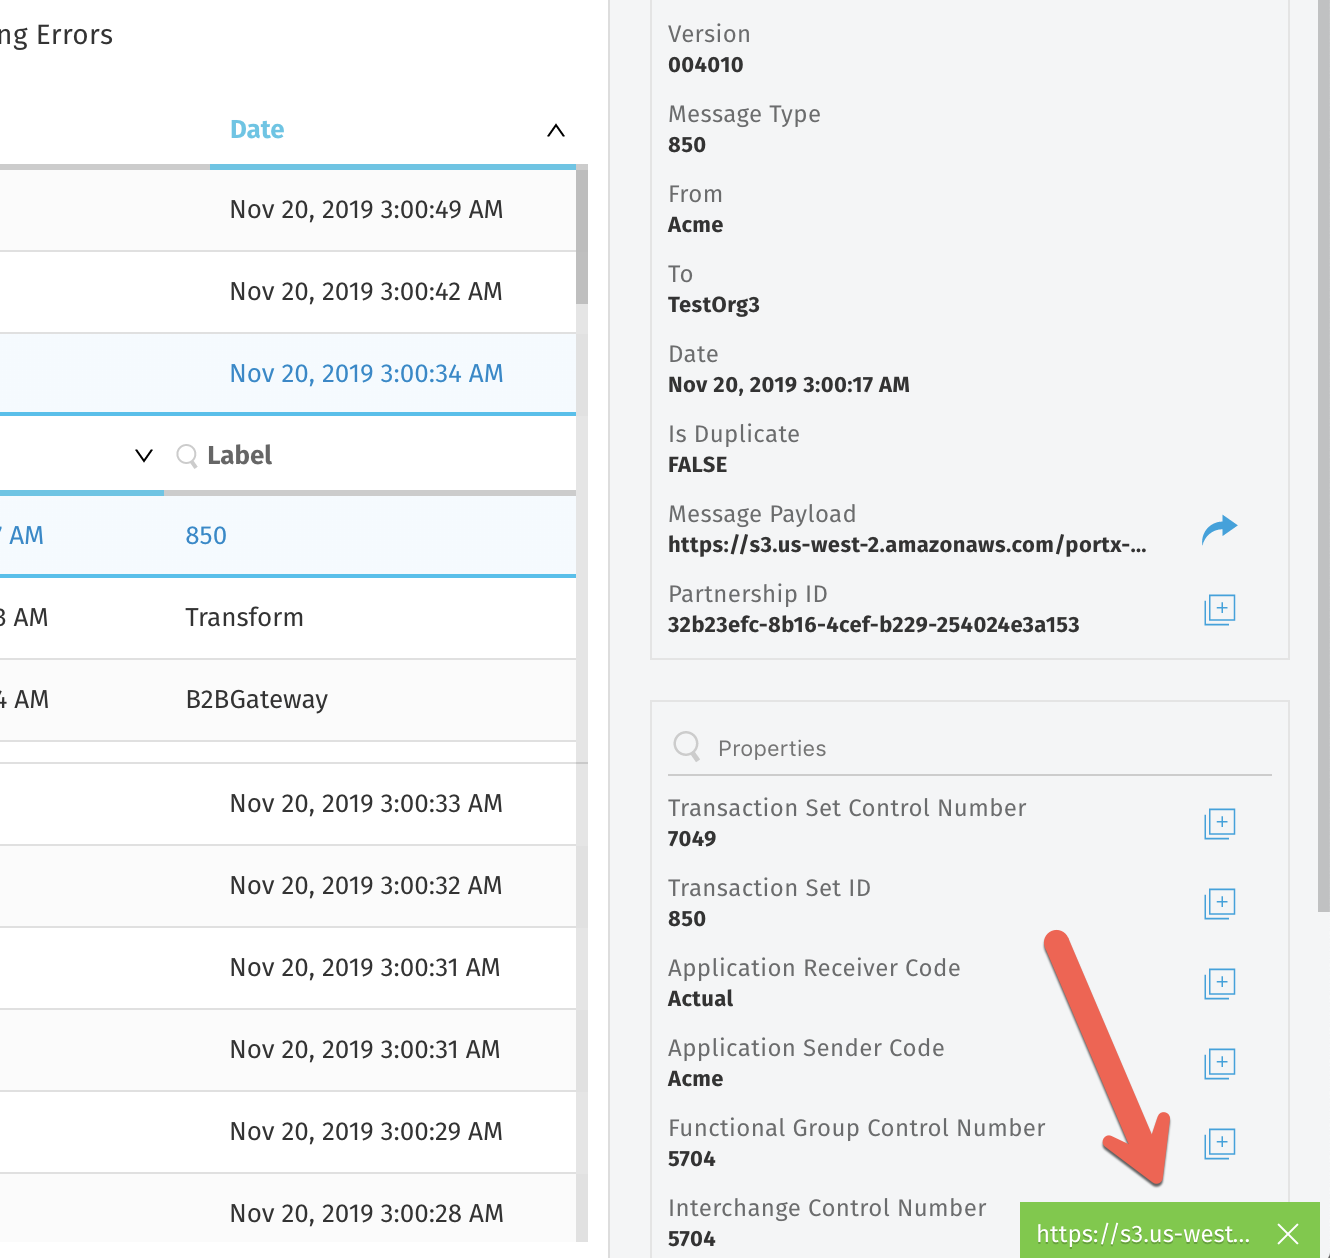 ng Errors
Date
Nov 20, 2019 3:00:49 AM
Nov 20, 2019 3:00:42 AM
Nov 20, 2019 3:00:34 AM
Label
AM 850
AM Transform
4 AM B2BGateway
Nov 20, 2019 3:00:33 AM
Nov 20, 2019 3:00:32 AM
Nov 20, 2019 3:00:31 AM
Nov 20, 2019 3:00:31 AM
Nov 20, 2019 3:00:29 AM
Nov 20, 2019 3:00:28 AM
Version
004010
Message Type
850
From
Acme
To
TestOrg3
Date
Nov 20, 2019 3:00:17 AM
Is Duplicate
FALSE
Message Payload
https://s3.us-west-2.amazonaws.com/portx-...
Partnership ID
32b23efc-8b16-4cef-b229-254024e3a153
Properties
Transaction Set Control Number
7049
Transaction Set ID
850
Application Receiver Code
Actual
Application Sender Code
Acme
Functional Group Control Number
5704
Interchange Control Number
5704
https://s3.us-west...